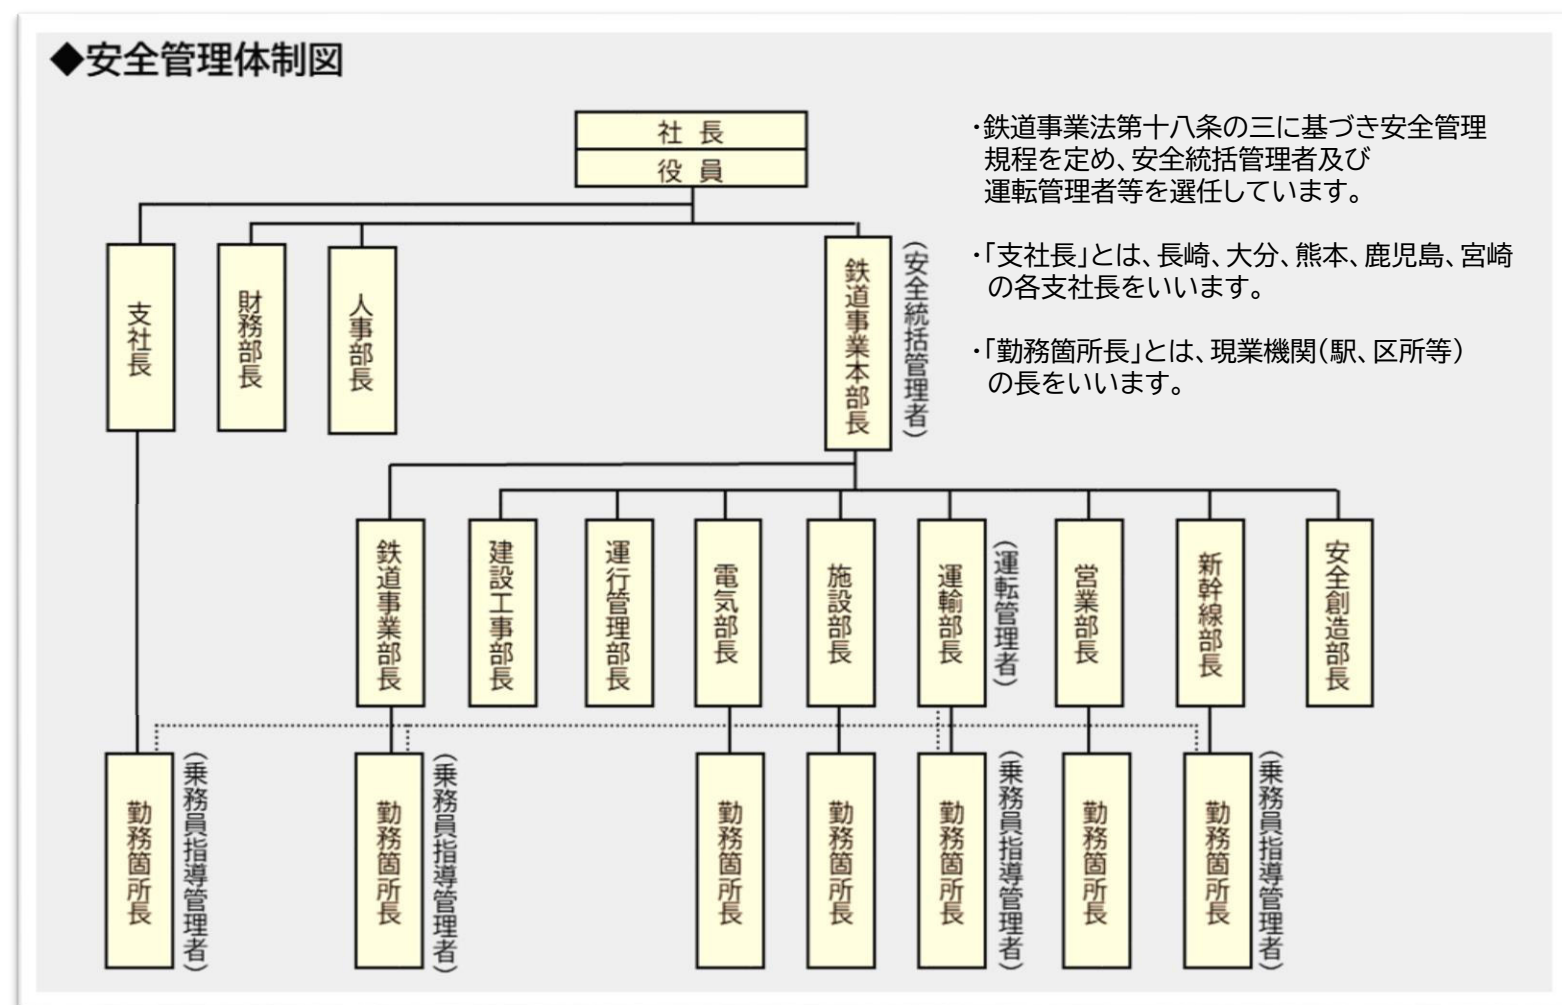 ◆安全管理体制図
社 長
役 員
・鉄道事業法第十八条の三に基づき安全管理
規程を定め、安全統括管理者及び
運転管理者等を選任しています。
・「支社長」とは、長崎、大分、熊本、鹿児島、宮崎
の各支社長をいいます。
・「勤務箇所長」とは、現業機関(駅、区所等)
の長をいいます。
支社長
財務部長
人事部長
鉄道事業本部長
(安全統括管理者)
鉄道事業部長
建設工事部長
運行管理部長
電気部長
施設部長
運輸部長
(運転管理者)
営業部長
新幹線部長
安全創造部長
勤務箇所長
(乗務員指導管理者)
勤務箇所長
(乗務員指導管理者)
勤務箇所長
勤務箇所長
勤務箇所長
(乗務員指導管理者)
勤務箇所長
勤務箇所長
(乗務員指導管理者)